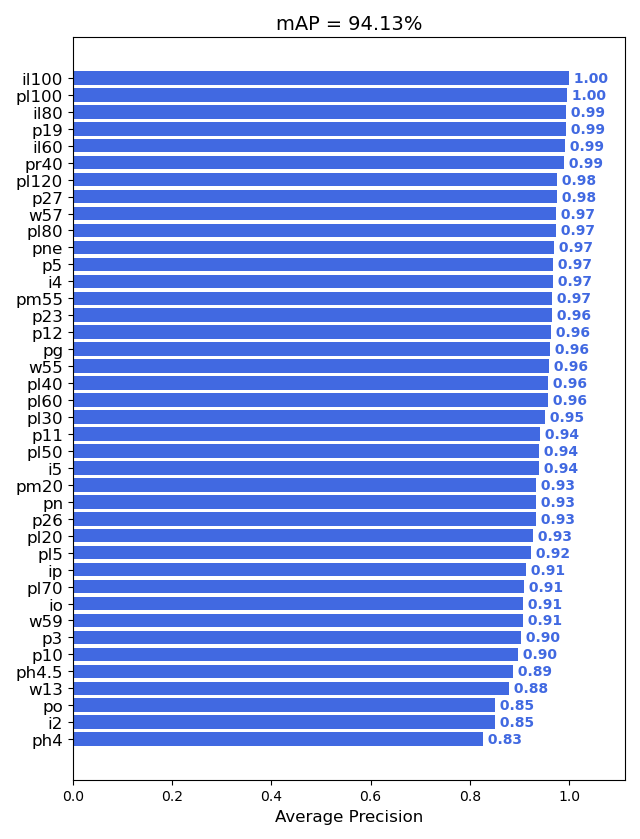 mAP = 94.13%
il100 1.00
pl100 1.00
il80 0.99
p19 0.99
il60 0.99
pr40 0.99
pl120 0.98
p27 0.98
w57 0.97
pl80 0.97
pne 0.97
p5 0.97
i4 0.97
pm55 0.97
p23 0.96
p12 0.96
pg 0.96
w55 0.96
pl40 0.96
pl60 0.96
pl30 0.95
p11 0.94
pl50 0.94
i5 0.94
pm20 0.93
pn 0.93
p26 0.93
pl20 0.93
pl5 0.92
ip 0.91
pl70 0.91
io 0.91
w59 0.91
p3 0.90
p10 0.90
ph4.5 0.89
w13 0.88
po 0.85
i2 0.85
ph4 0.83
0.0 0.2 0.4 0.6 0.8 1.0
Average Precision